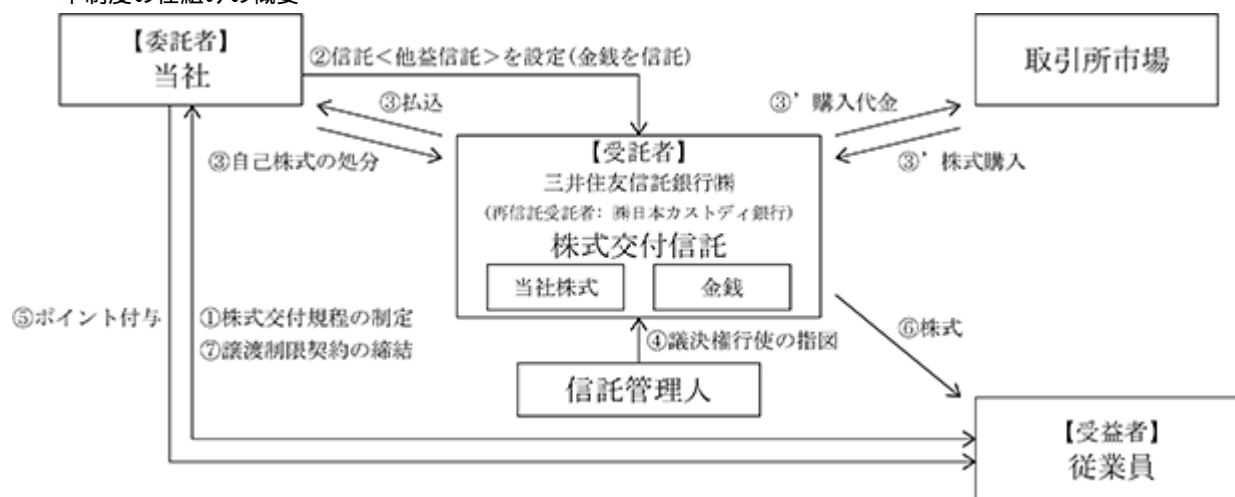 本制度の仕組みの概要
【委託者】
当社
②信託<他益信託>を設定(金銭を信託)
取引所市場
③払込
③’購入代金
③自己株式の処分
③’株式購入
【受託者】
三井住友信託銀行㈱
(再信託受託者:㈱日本カストディ銀行)
株式交付信託
当社株式
金銭
⑤ポイント付与
①株式交付規程の制定
⑦譲渡制限契約の締結
④議決権行使の指図
⑥株式
信託管理人
【受益者】
従業員